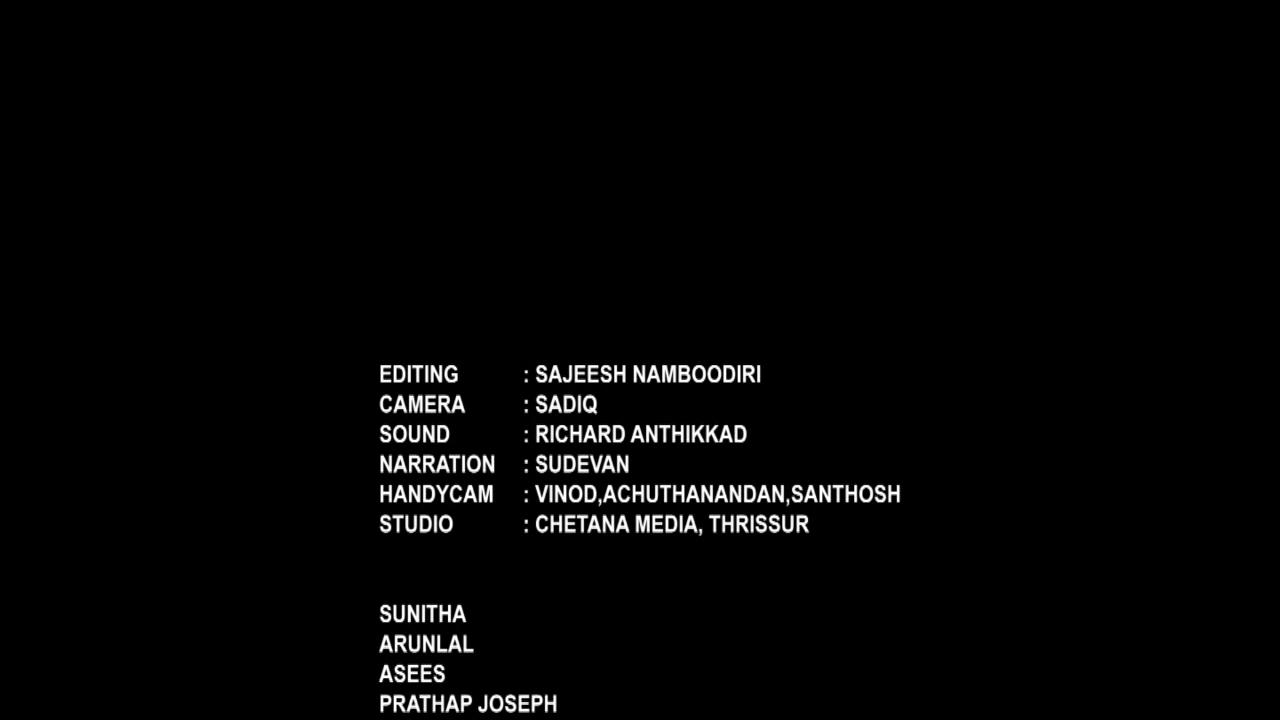 EDITING : SAJEESH NAMBOODIRI
CAMERA : SADIQ
SOUND : RICHARD ANTHIKKAD
NARRATION : SUDEVAN
HANDYCAM : VINOD,ACHUTHANANDAN,SANTHOSH
STUDIO : CHETANA MEDIA, THRISSUR
SUNITHA
ARUNLAL
ASEES
PRATHAP JOSEPH